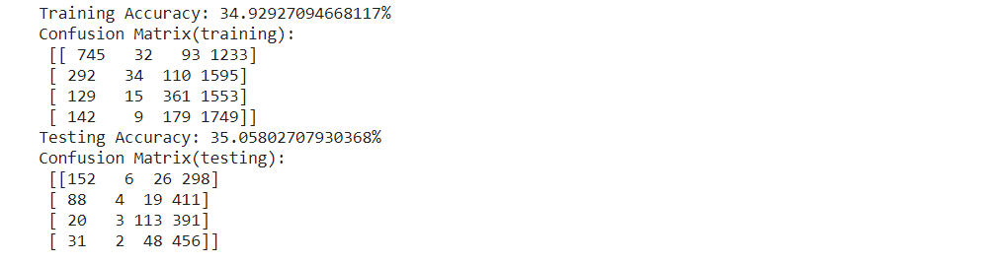 Training Accuracy: 34.92927094668117%
Confusion Matrix(training):
[[ 745   32   93 1233]
[ 292   34  110 1595]
[ 129   15  361 1553]
[ 142    9  179 1749]]
Testing Accuracy: 35.05802707930368%
Confusion Matrix(testing):
[[152   6  26 298]
[ 88   4  19 411]
[ 20   3 113 391]
[ 31   2  48 456]]